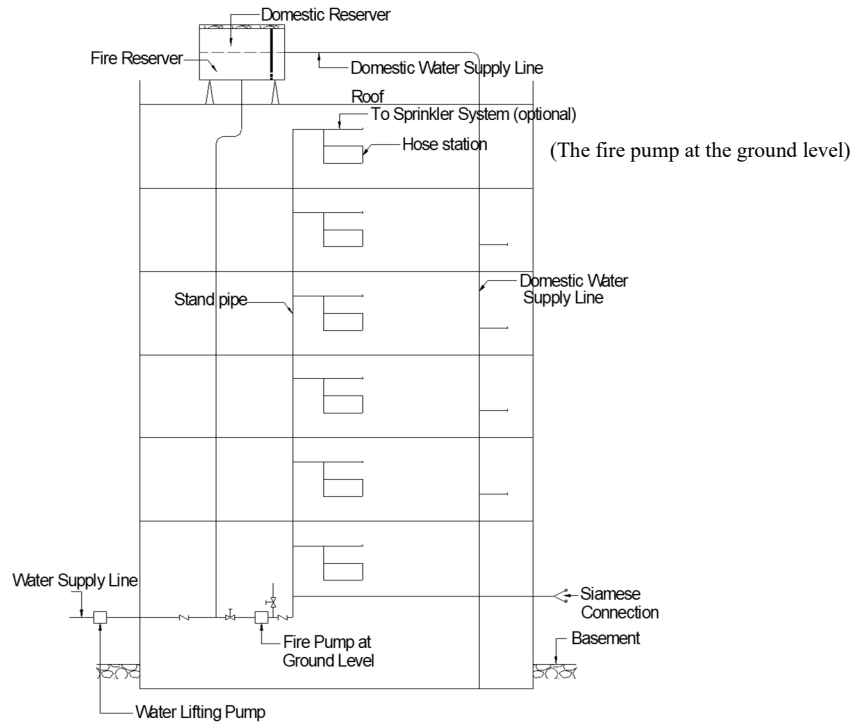 Domestic Reserver
Fire Reserver
Domestic Water Supply Line
Roof
To Sprinkler System (optional)
Hose station
(The fire pump at the ground level)
Domestic Water
Supply Line
Stand pipe
Water Supply Line
Siamese
Connection
Fire Pump at
Ground Level
Basement
Water Lifting Pump